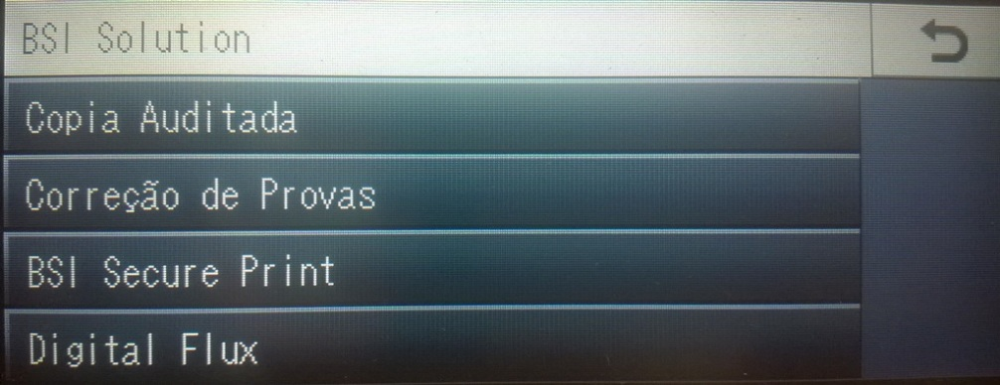 BSI Solution
Copia Auditada
Correção de Provas
BSI Secure Print
Digital Flux